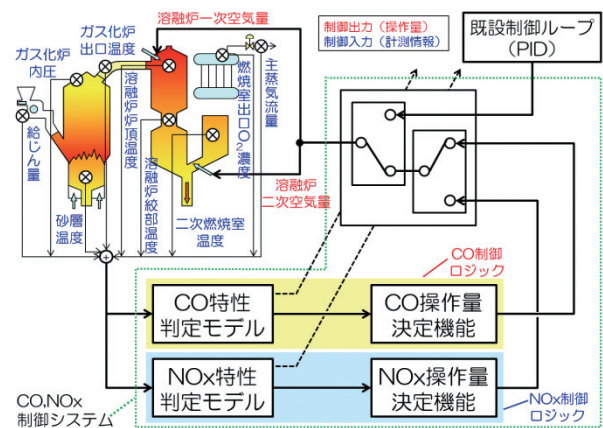 ガス化炉
出口温度
溶融炉一次空気量
制御出力（操作量）
制御入力（計測情報）
既設制御ループ
（PID）
ガス化炉
内圧
給じん量
溶融炉炉頂温度
溶融炉絞部温度
燃焼室出口O2濃度
主蒸気流量
砂層
温度
二次燃焼室
温度
溶融炉
二次空気量
CO制御
ロジック
CO特性
判定モデル
CO操作量
決定機能
NOx特性
判定モデル
NOx操作量
決定機能
CO,NOx
制御システム
NOx制御
ロジック